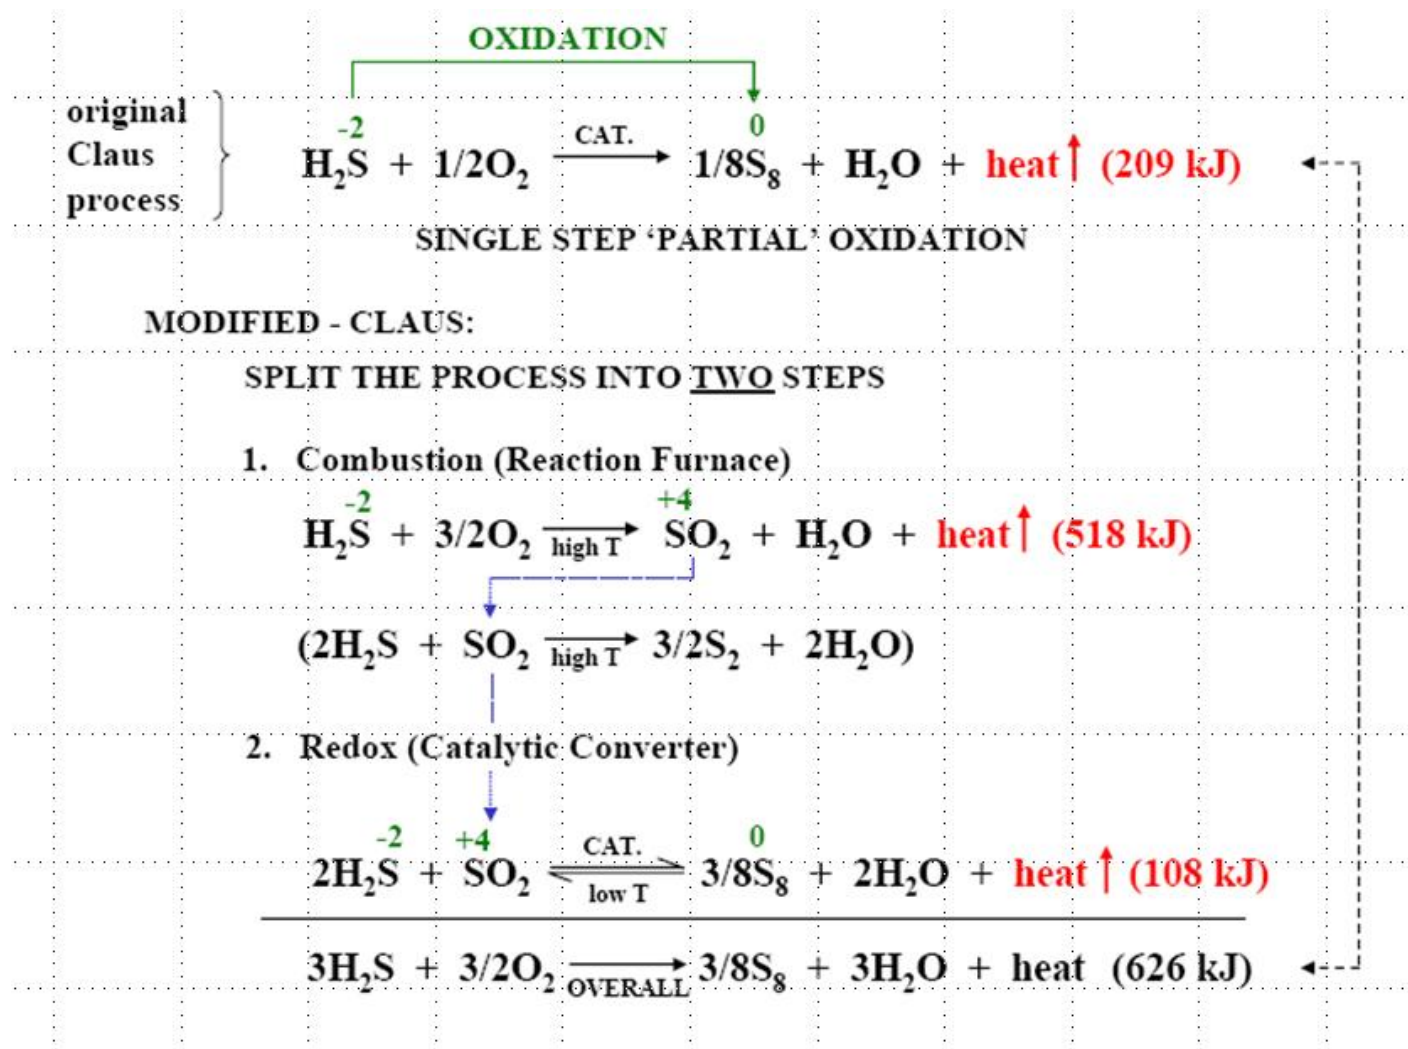 OXIDATION
original
Claus
process
-2 0
H₂S + 1/2O₂ CAT. 1/8S₈ + H₂O + heat↑ (209 kJ)
SINGLE STEP ‘PARTIAL’ OXIDATION
MODIFIED - CLAUS:
SPLIT THE PROCESS INTO TWO STEPS
1. Combustion (Reaction Furnace)
-2 +4
H₂S + 3/2O₂ → SO₂ + H₂O + heat↑ (518 kJ)
high T
(2H₂S + SO₂ → 3/2S₂ + 2H₂O)
high T
2. Redox (Catalytic Converter)
-2 +4 CAT. 0
2H₂S + SO₂ ⇌ 3/8S₈ + 2H₂O + heat↑ (108 kJ)
low T
3H₂S + 3/2O₂ → 3/8S₈ + 3H₂O + heat (626 kJ)
OVERALL